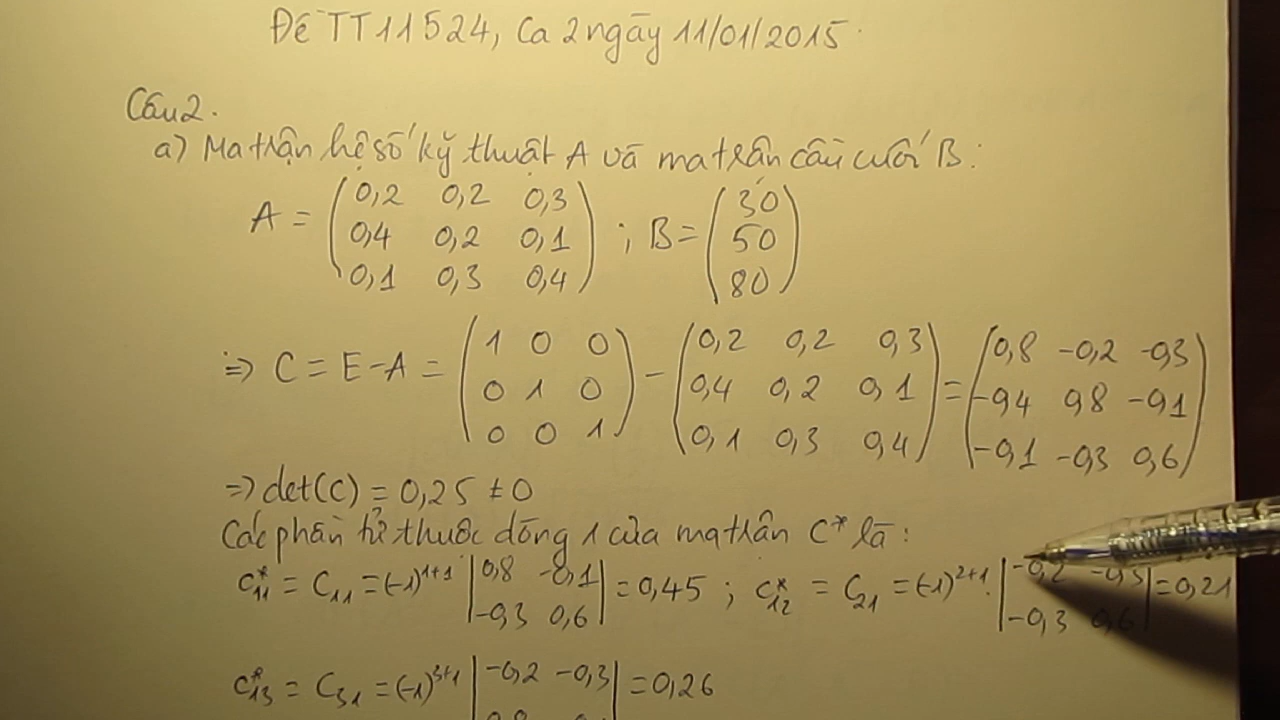 Đề TT11524, Ca 2 ngày 11/01/2015.
Câu 2.
a) Ma trận hệ số kỹ thuật A và ma trận cầu cuối B:
A = (0,2 0,2 0,3; B = (30
0,4 0,2 0,1 50
0,1 0,3 0,4) 80)
=> C = E - A = (1 0 0 - (0,2 0,2 0,3 = (0,8 -0,2 -0,3
0 1 0 0,4 0,2 0,1 -0,4 0,8 -0,1
0 0 1) 0,1 0,3 0,4) -0,1 -0,3 0,6)
=> det(C) = 0,25 ≠ 0
Các phần tử thuộc dòng 1 của ma trận C* là:
c*11 = C11 = (-1)^1+1 |0,8 -0,1 = 0,45; c*12 = C21 = (-1)^2+1. |-0,2 -0,3 = 0,21
-0,3 0,6| -0,3 0,6|
c*13 = C31 = (-1)^3+1 |-0,2 -0,3| = 0,26